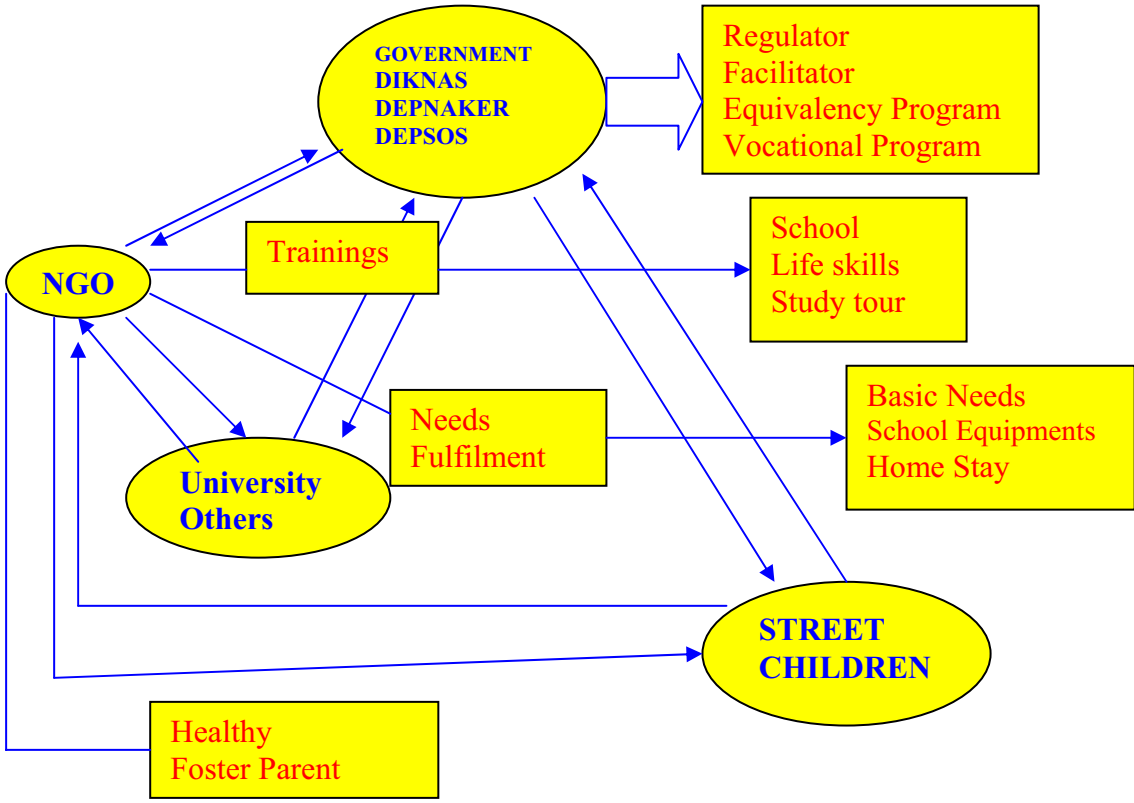 GOVERNMENT
DIKNAS
DEPNAKER
DEPSOS
Regulator
Facilitator
Equivalency Program
Vocational Program
Trainings
School
Life skills
Study tour
NGO
Needs
Fulfilment
Basic Needs
School Equipments
Home Stay
University
Others
STREET
CHILDREN
Healthy
Foster Parent